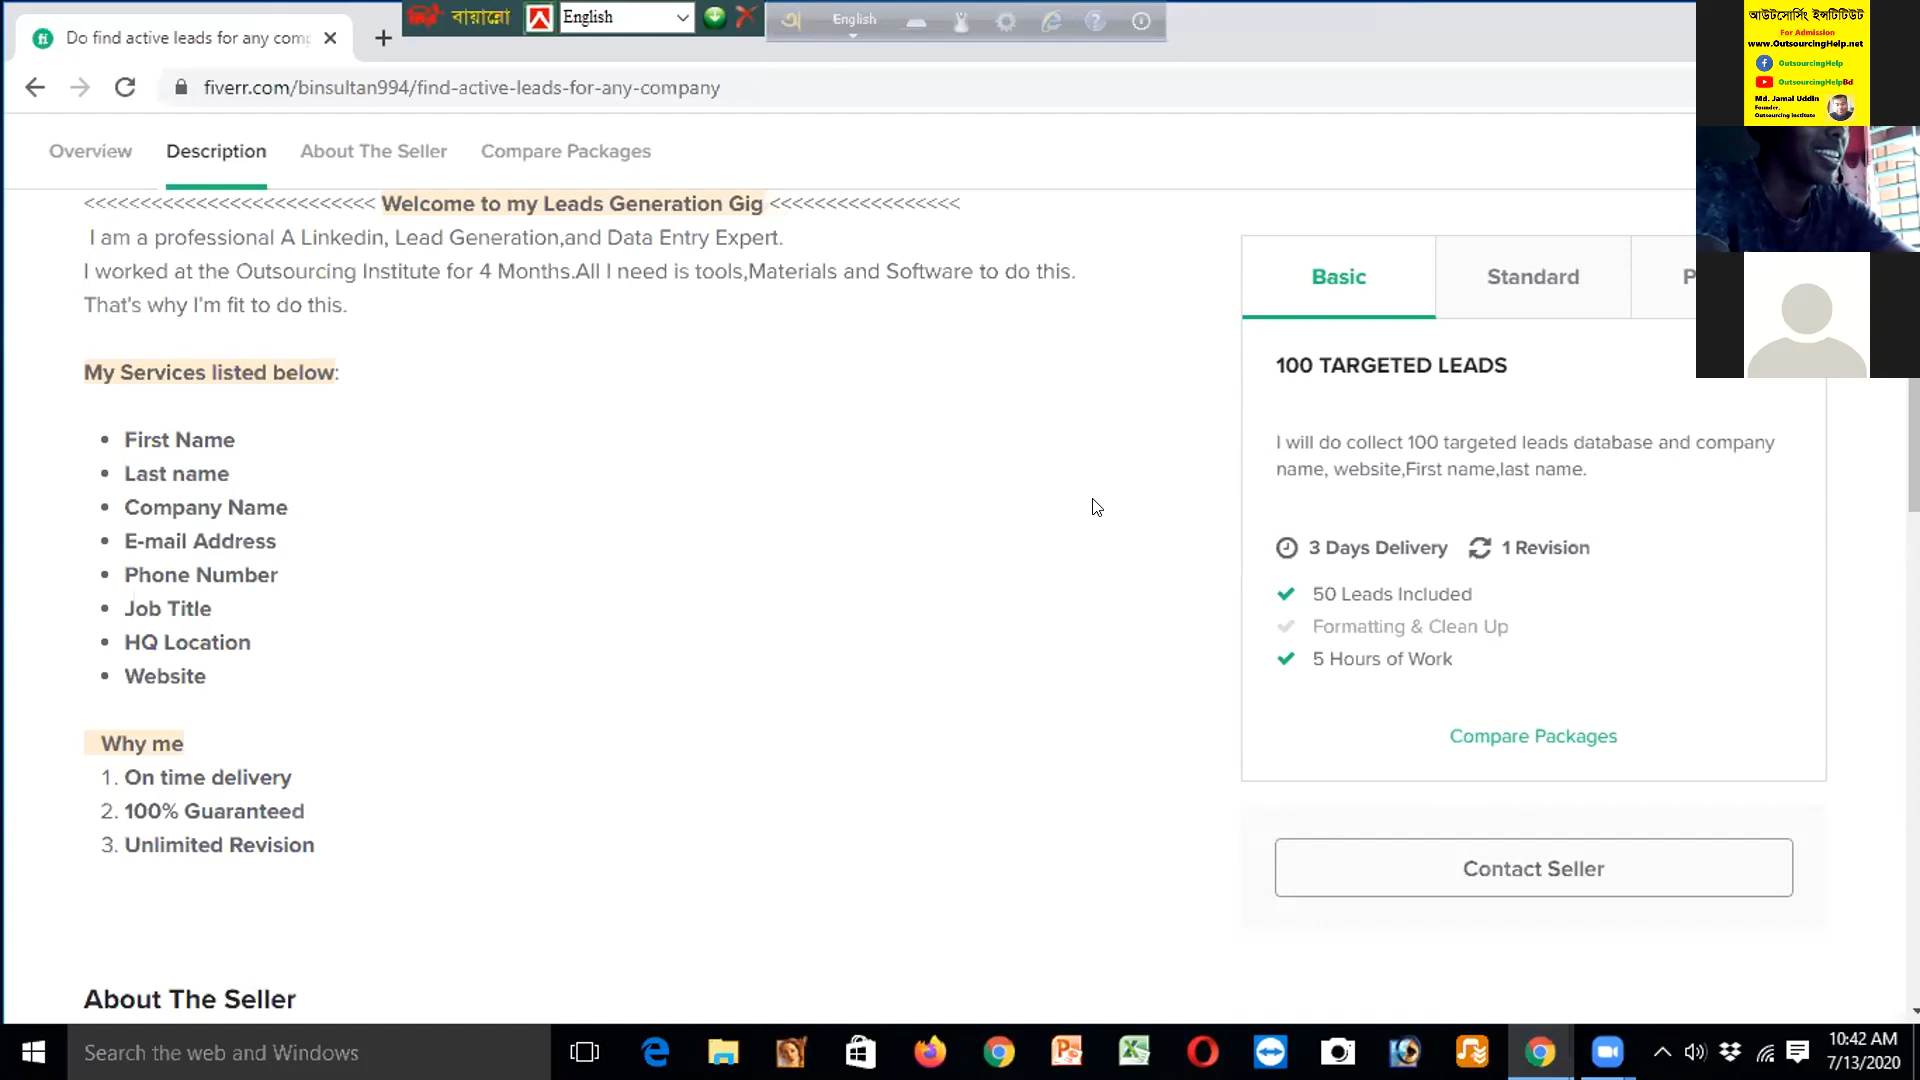 Do find active leads for any comp
বায়ান্নো
English
অ
English
fiverr.com/binsultan994/find-active-leads-for-any-company
আউটসোর্সিং ইন্সটিটিউট
For Admission
www.OutsourcingHelp.net
OutsourcingHelp
OutsourcingHelpBd
Md. Jamal Uddin
Founder,
Outsourcing Institute
Overview
Description
About The Seller
Compare Packages
<<<<<<<<<<<<<<<<<<<<<<<<<< Welcome to my Leads Generation Gig <<<<<<<<<<<<<<<<<
I am a professional A Linkedin, Lead Generation,and Data Entry Expert.
I worked at the Outsourcing Institute for 4 Months.All I need is tools,Materials and Software to do this.
That's why I'm fit to do this.
My Services listed below:
• First Name
• Last name
• Company Name
• E-mail Address
• Phone Number
• Job Title
• HQ Location
• Website
Why me
1. On time delivery
2. 100% Guaranteed
3. Unlimited Revision
About The Seller
Basic
Standard
P
100 TARGETED LEADS
I will do collect 100 targeted leads database and company
name, website,First name,last name.
3 Days Delivery
1 Revision
50 Leads Included
Formatting & Clean Up
5 Hours of Work
Compare Packages
Contact Seller
Search the web and Windows
10:42 AM
7/13/2020